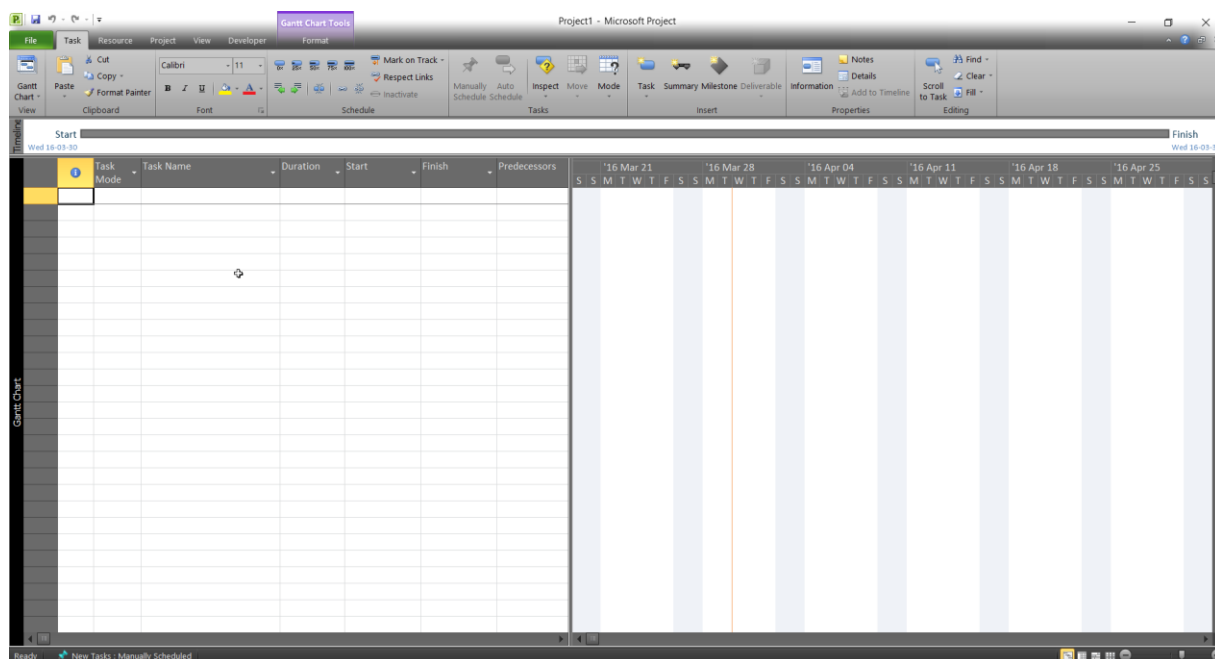 Project1 - Microsoft Project
Gantt Chart Tools
File Task Resource Project View Developer Format
Cut
Copy
Format Painter
Paste
Gantt Chart
Calibri 11
B I U A
Mark on Track
Respect Links
Inactivate
Manually Schedule
Auto Schedule
Inspect
Move
Mode
Task
Summary
Milestone
Deliverable
Information
Notes
Details
Add to Timeline
Scroll to Task
Find
Clear
Fill
View Clipboard Font Schedule Tasks Insert Properties Editing
Timeline
Start
Wed 16-03-30
Finish
Task Mode
Task Name
Duration
Start
Finish
Predecessors
'16 Mar 21 '16 Mar 28 '16 Apr 04 '16 Apr 11 '16 Apr 18 '16 Apr 25
S S M T W T F S S M T W T F S S M T W T F S S M T W T F S S M T W T F S S M T W T F S S
Gantt Chart
Ready New Tasks : Manually Scheduled